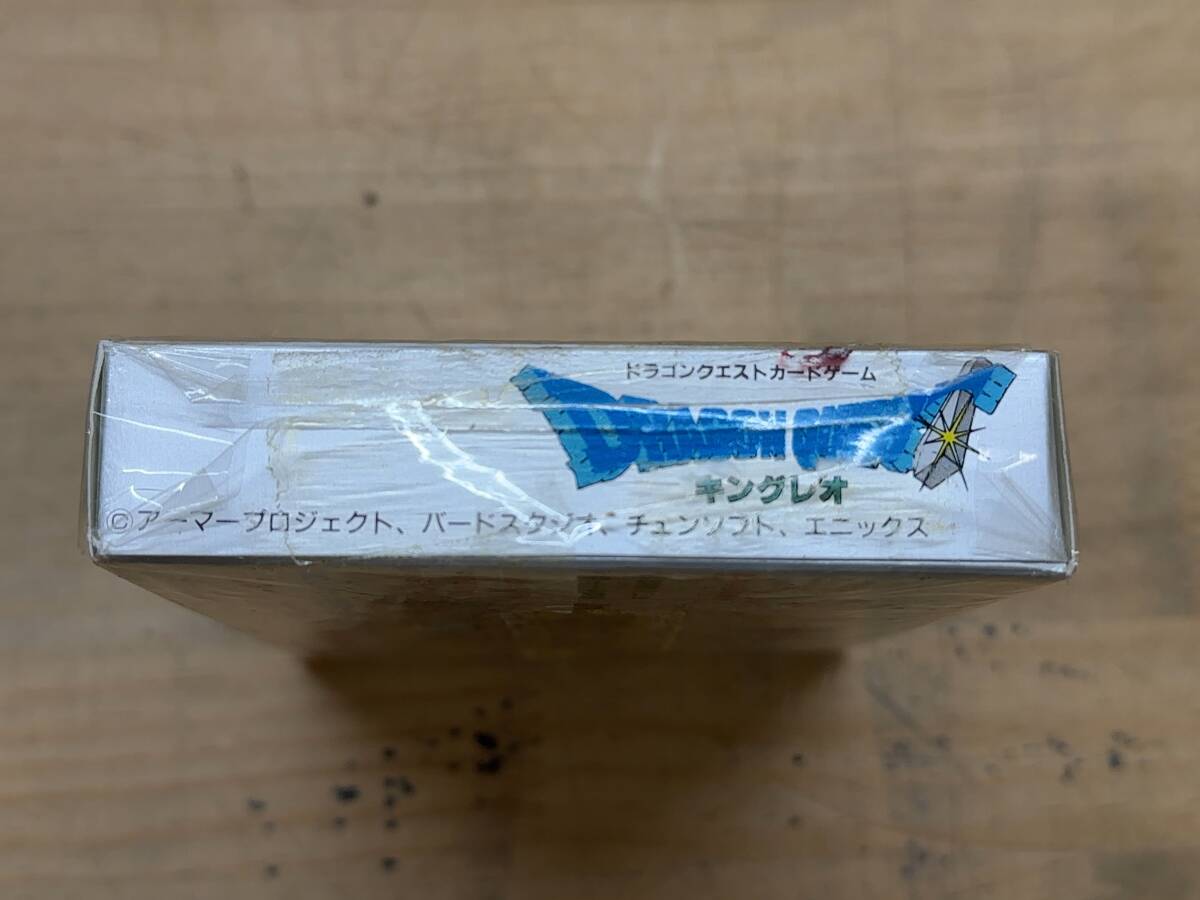 ドラゴンクエストカードゲーム
DRAGON QUEST
キングレオ
©アーマープロジェクト、バードスタジオ、チュンソフト、エニックス